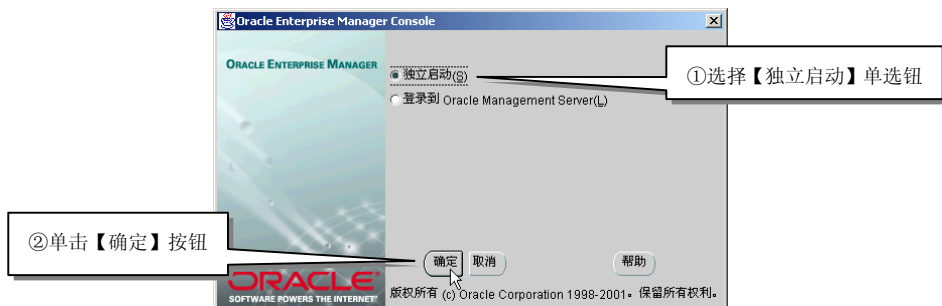 Oracle Enterprise Manager Console
ORACLE ENTERPRISE MANAGER
独立启动(S)
①选择【独立启动】单选钮
登录到 Oracle Management Server(L)
②单击【确定】按钮
确定 取消 帮助
ORACLE
SOFTWARE POWERS THE INTERNET
版权所有 (c) Oracle Corporation 1998-2001。保留所有权利。